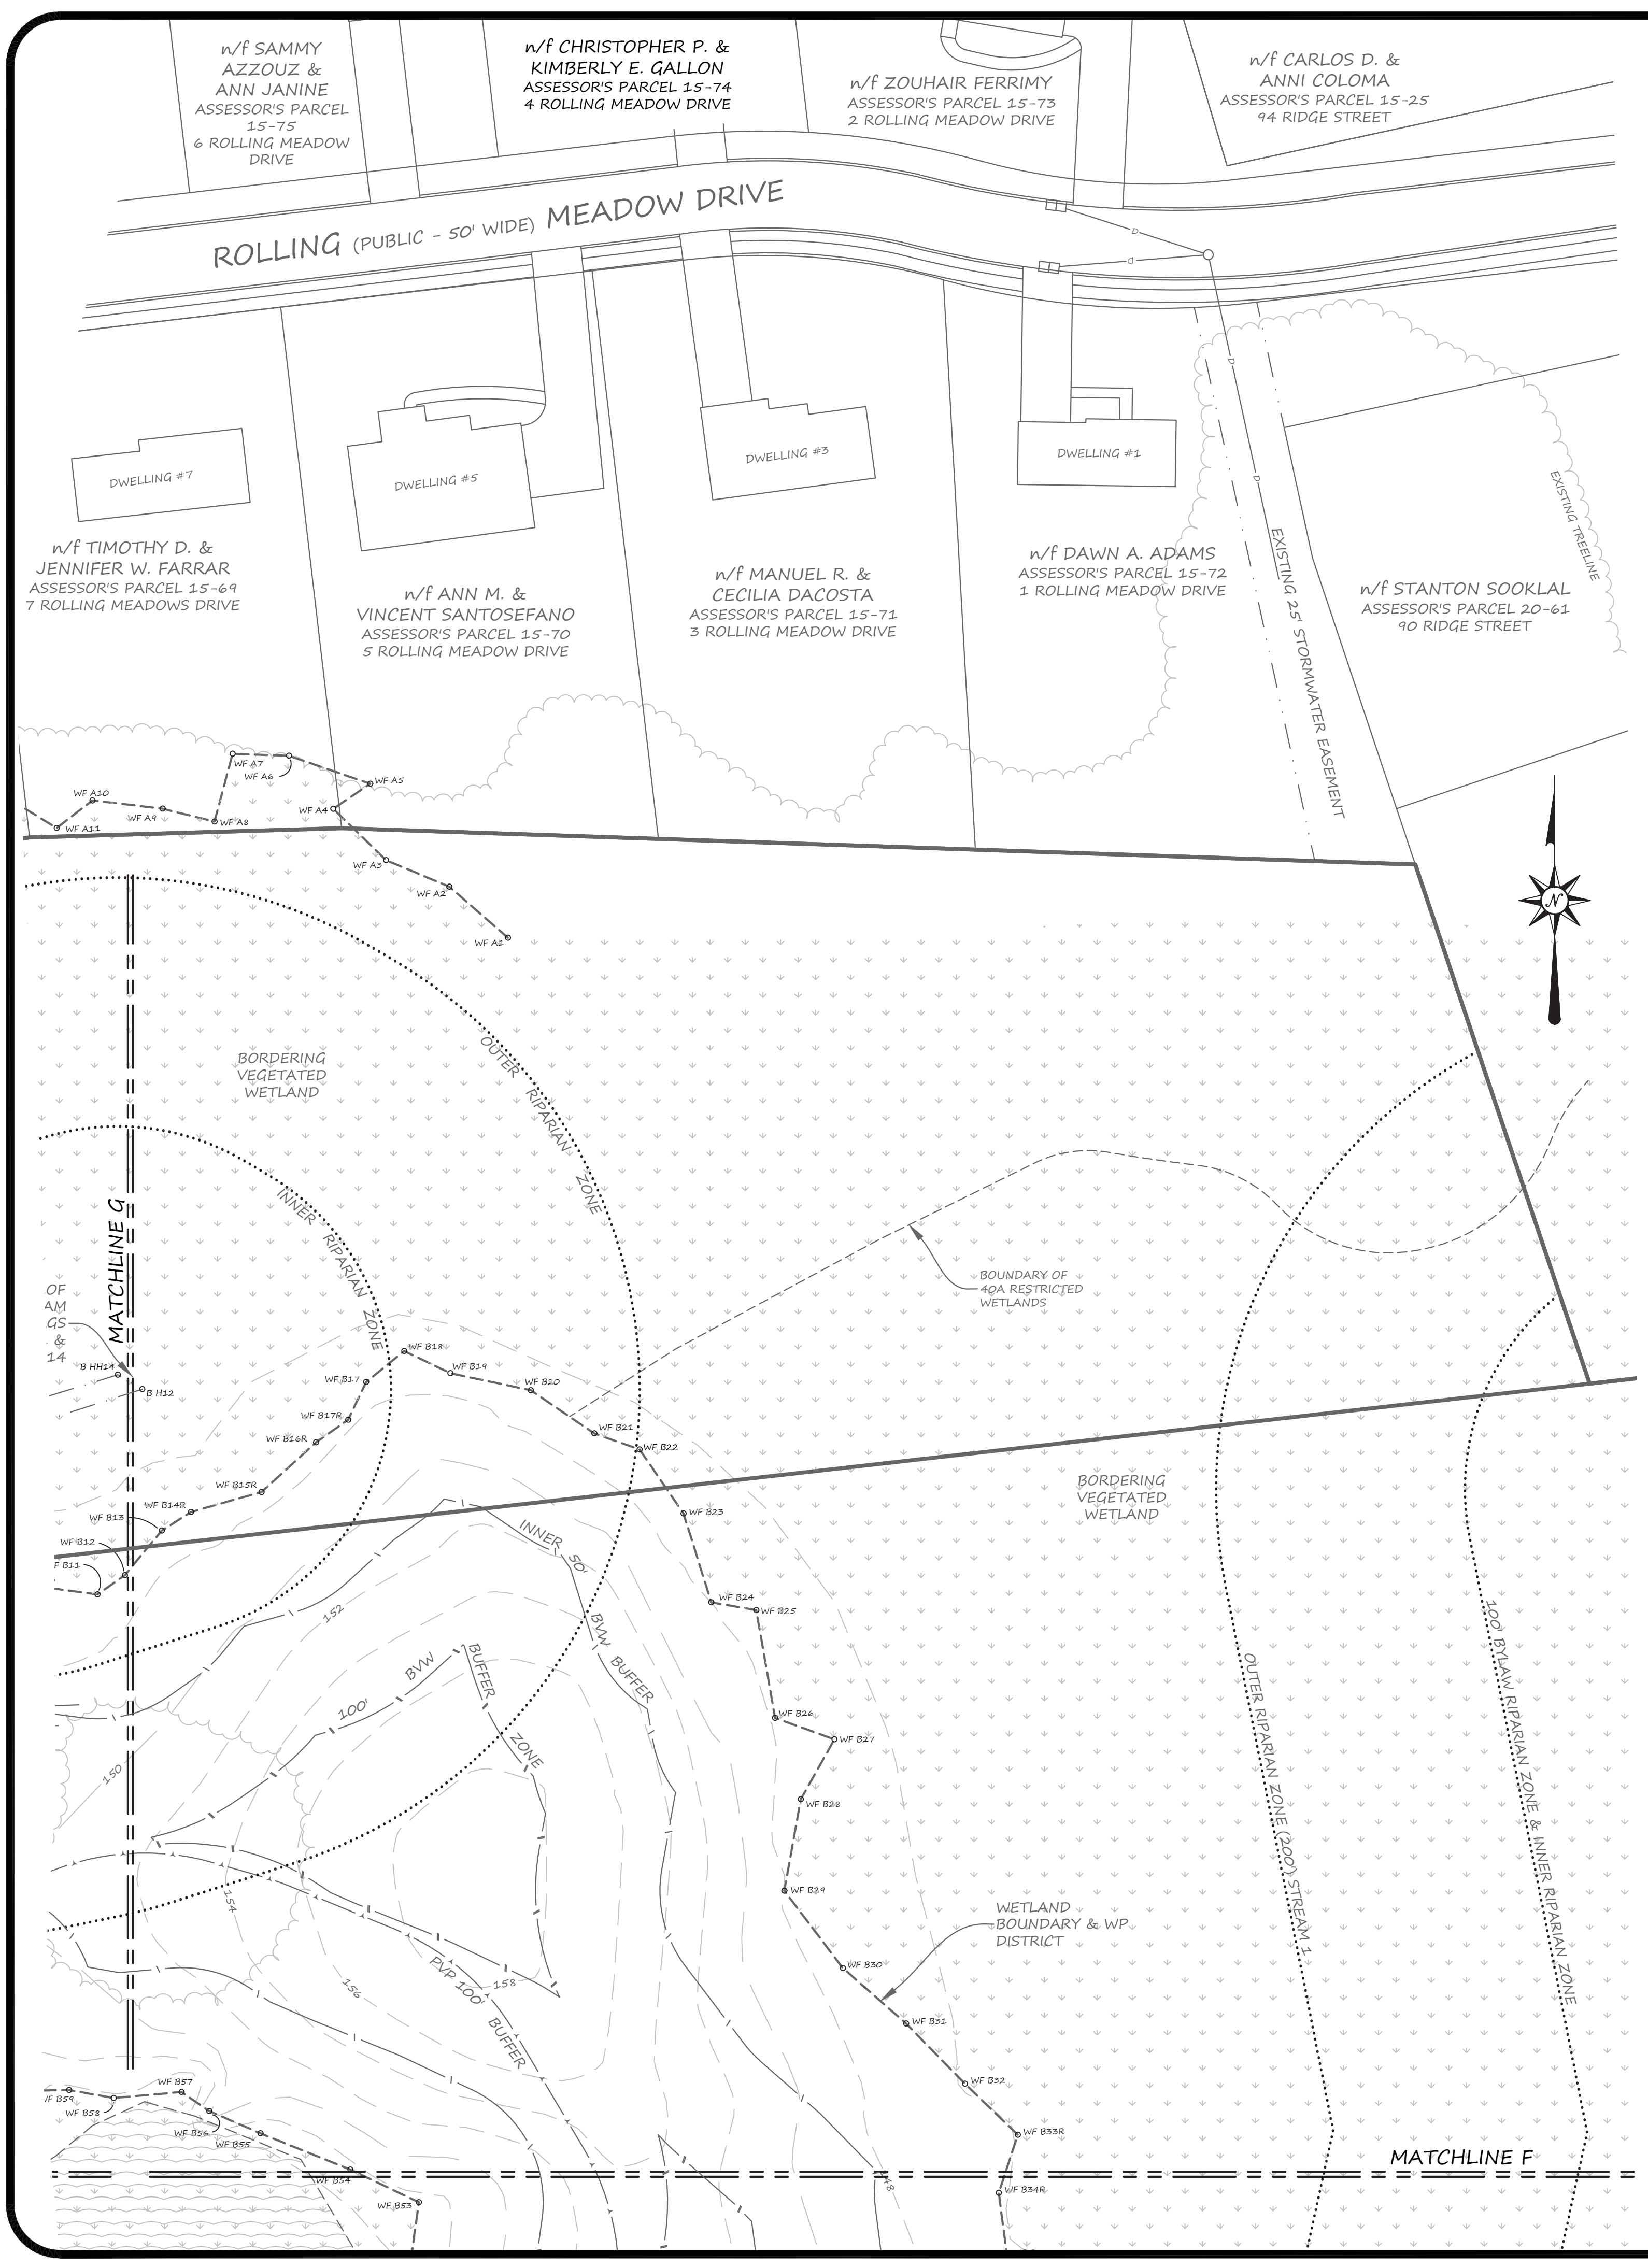 n/f SAMMY
AZZOUZ &
ANN JANINE
ASSESSOR'S PARCEL
15-75
6 ROLLING MEADOW
DRIVE
n/f CHRISTOPHER P. &
KIMBERLY E. GALLON
ASSESSOR'S PARCEL 15-74
4 ROLLING MEADOW DRIVE
n/f ZOUHAIR FERRIMY
ASSESSOR'S PARCEL 15-73
2 ROLLING MEADOW DRIVE
n/f CARLOS D. &
ANNI COLOMA
ASSESSOR'S PARCEL 15-25
94 RIDGE STREET
ROLLING (PUBLIC - 50' WIDE) MEADOW DRIVE
D
D
D
D
DWELLING #7
DWELLING #5
DWELLING #3
DWELLING #1
EXISTING TREELINE
EXISTING 25' STORMWATER EASEMENT
n/f TIMOTHY D. &
JENNIFER W. FARRAR
ASSESSOR'S PARCEL 15-69
7 ROLLING MEADOWS DRIVE
n/f ANN M. &
VINCENT SANTOSEFANO
ASSESSOR'S PARCEL 15-70
5 ROLLING MEADOW DRIVE
n/f MANUEL R. &
CECILIA DACOSTA
ASSESSOR'S PARCEL 15-71
3 ROLLING MEADOW DRIVE
n/f DAWN A. ADAMS
ASSESSOR'S PARCEL 15-72
1 ROLLING MEADOW DRIVE
n/f STANTON SOOKLAL
ASSESSOR'S PARCEL 20-61
90 RIDGE STREET
WF A7
WF A6
WF A5
WF A10
WF A9
WF A8
WF A4
WF A11
WF A3
WF A2
WF A1
N
BORDERING
VEGETATED
WETLAND
OUTER RIPARIAN ZONE
INNER RIPARIAN ZONE
MATCHLINE G
BOUNDARY OF
40A RESTRICTED
WETLANDS
OF
AM
GS
&
14
B HH14
B H12
WF B18
WF B19
WF B17
WF B20
WF B17R
WF B21
WF B16R
WF B22
WF B15R
WF B14R
WF B13
WF B23
WF B12
F B11
BORDERING
VEGETATED
WETLAND
INNER 50' BVW BUFFER
152
WF B24
WF B25
100' BVW BUFFER ZONE
WF B26
WF B27
150
WF B28
OUTER RIPARIAN ZONE (200') STREAM 1
100' BYLAW RIPARIAN ZONE & INNER RIPARIAN ZONE
WF B29
154
WETLAND
BOUNDARY & WP
DISTRICT
WF B30
156
158
PVP 100' BUFFER
WF B31
WF B32
WF B57
/F B59
WF B58
WF B56
WF B55
WF B33R
MATCHLINE F
WF B54
48
WF B34R
WF B53